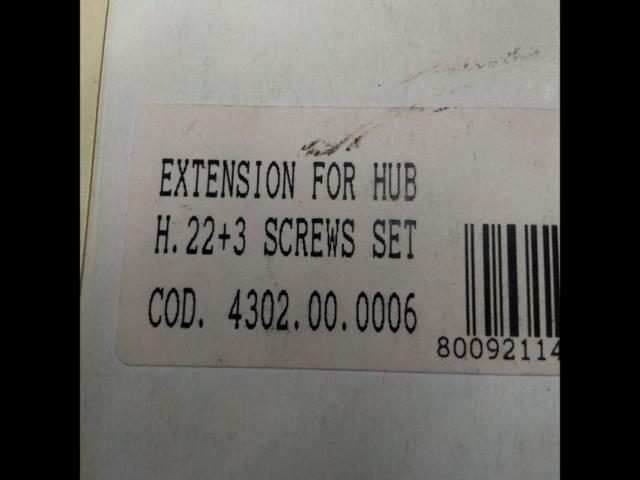 EXTENSION FOR HUB
H.22+3 SCREWS SET
COD. 4302.00.0006
80092114